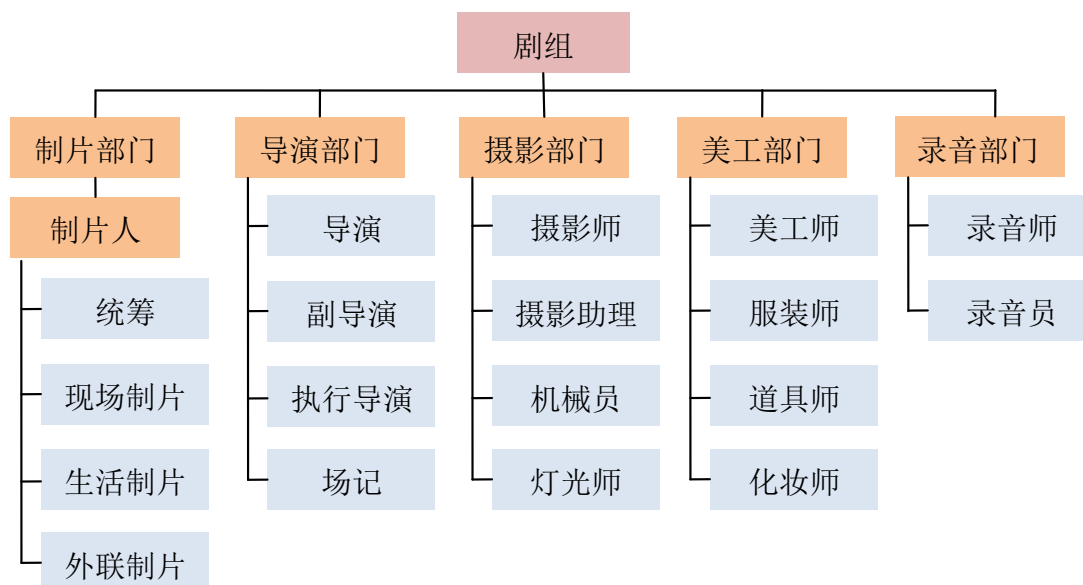 剧组
制片部门
导演部门
摄影部门
美工部门
录音部门
制片人
统筹
现场制片
生活制片
外联制片
导演
副导演
执行导演
场记
摄影师
摄影助理
机械员
灯光师
美工师
服装师
道具师
化妆师
录音师
录音员